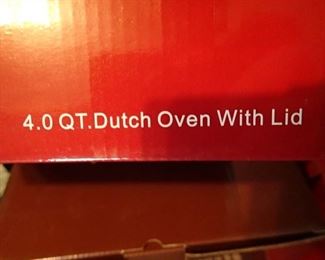 4.0 QT.Dutch Oven With Lid